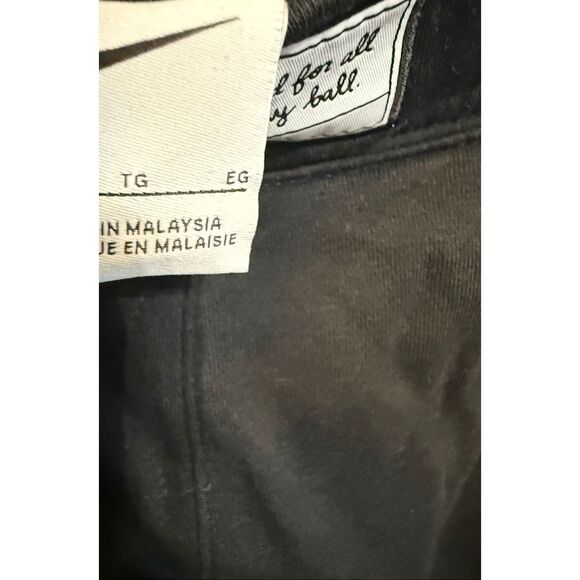 for all
ball.
TG EG
IN MALAYSIA
UE EN MALAISIE